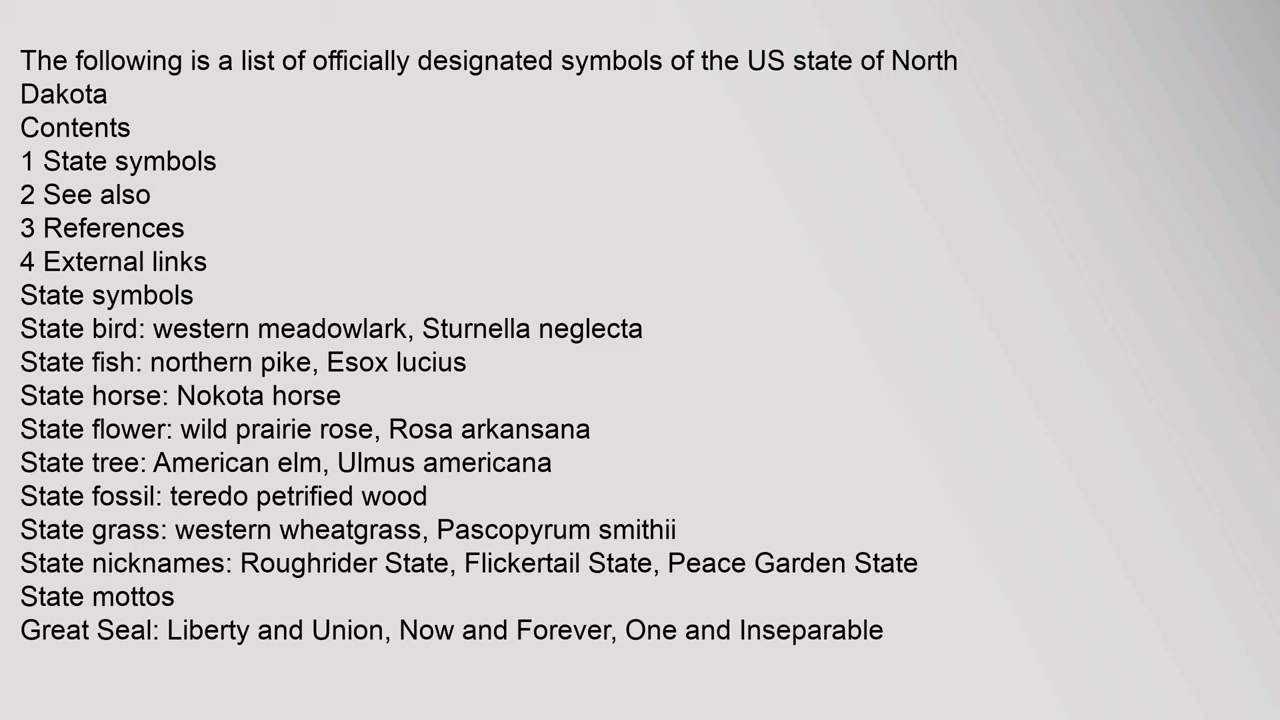 The following is a list of officially designated symbols of the US state of North
Dakota
Contents
1 State symbols
2 See also
3 References
4 External links
State symbols
State bird: western meadowlark, Sturnella neglecta
State fish: northern pike, Esox lucius
State horse: Nokota horse
State flower: wild prairie rose, Rosa arkansana
State tree: American elm, Ulmus americana
State fossil: teredo petrified wood
State grass: western wheatgrass, Pascopyrum smithii
State nicknames: Roughrider State, Flickertail State, Peace Garden State
State mottos
Great Seal: Liberty and Union, Now and Forever, One and Inseparable